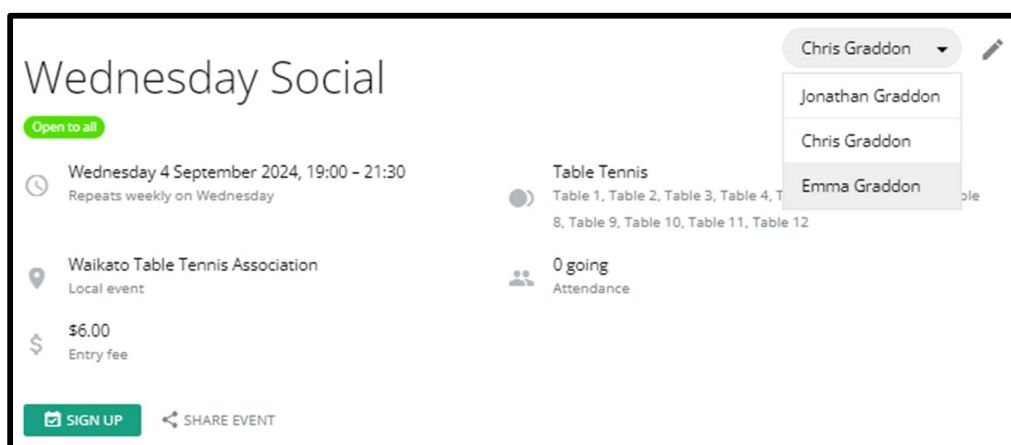 Chris Graddon
Wednesday Social
Jonathan Graddon
Open to all
Chris Graddon
Emma Graddon
Wednesday 4 September 2024, 19:00 – 21:30
Repeats weekly on Wednesday
Table Tennis
Table 1, Table 2, Table 3, Table 4,
8, Table 9, Table 10, Table 11, Table 12
Waikato Table Tennis Association
Local event
0 going
Attendance
$6.00
Entry fee
SIGN UP
SHARE EVENT